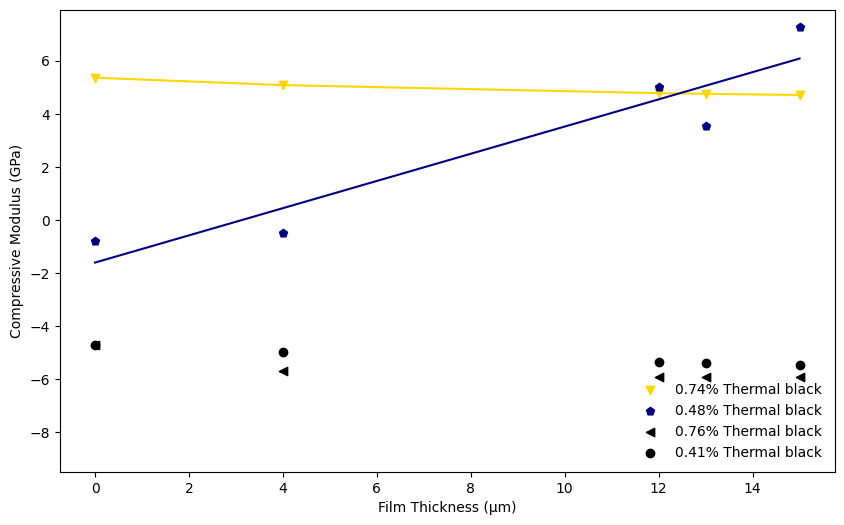 6
4
2
0
−2
−4
−6
−8
Compressive Modulus (GPa)
0.74% Thermal black
0.48% Thermal black
0.76% Thermal black
0.41% Thermal black
0 2 4 6 8 10 12 14
Film Thickness (μm)